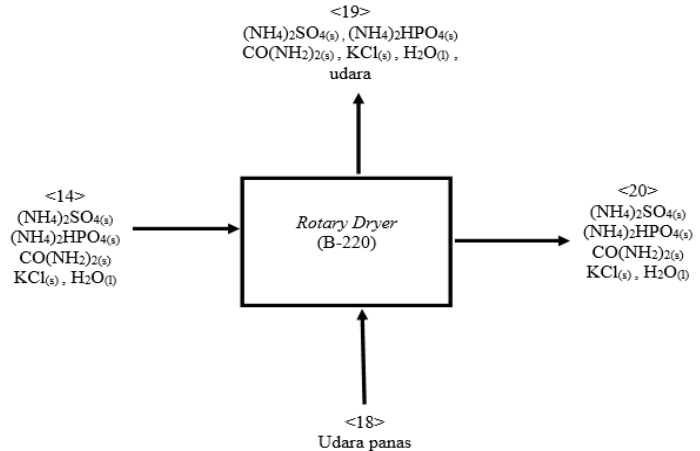 <19>
(NH4)2SO4(s) , (NH4)2HPO4(s)
CO(NH2)2(s) , KCl(s) , H2O(l) ,
udara
<14>
(NH4)2SO4(s)
(NH4)2HPO4(s)
CO(NH2)2(s)
KCl(s) , H2O(l)
Rotary Dryer
(B-220)
<20>
(NH4)2SO4(s)
(NH4)2HPO4(s)
CO(NH2)2(s)
KCl(s) , H2O(l)
<18>
Udara panas